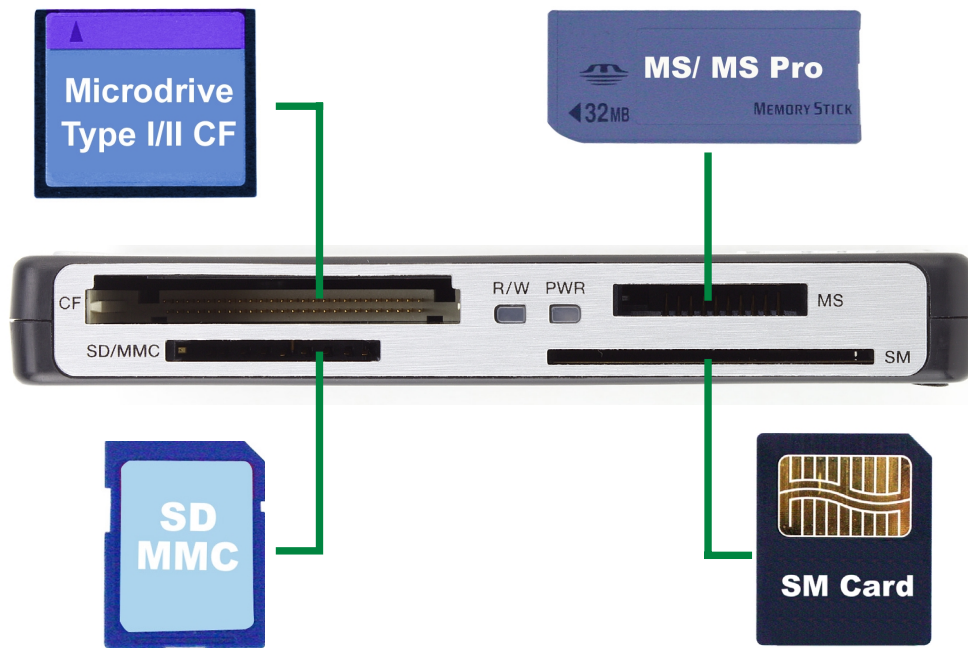 Microdrive
Type I/II CF
MS/ MS Pro
32MB
MEMORY STICK
CF
R/W
PWR
MS
SD/MMC
SM
SD
MMC
SM Card